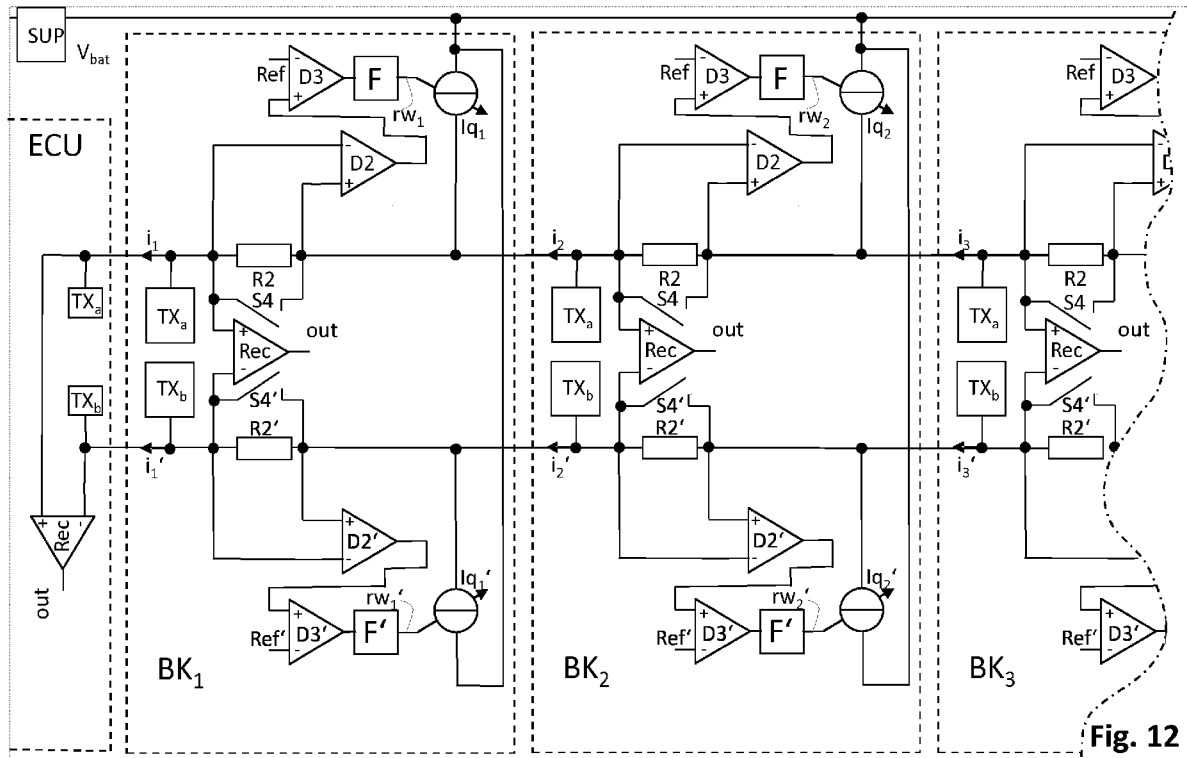 SUP
V_bat
ECU
TX_a
TX_b
+ -
Rec
out
Ref - D3 + F
rw_1
Iq_1
- D2 +
i_1
R2
S4
TX_a
+ Rec -
out
TX_b
S4'
R2'
i_1'
+ D2' -
Iq_1'
rw_1'
+ D3' - F'
Ref'
BK_1
Ref - D3 + F
rw_2
Iq_2
- D2 +
i_2
R2
S4
TX_a
+ Rec -
out
TX_b
S4'
R2'
i_2'
+ D2' -
Iq_2'
rw_2'
+ D3' - F'
Ref'
BK_2
Ref - D3 +
- D +
i_3
R2
S4
TX_a
+ Rec -
out
TX_b
S4'
R2'
i_3'
+ D3' -
Ref'
BK_3
Fig. 12